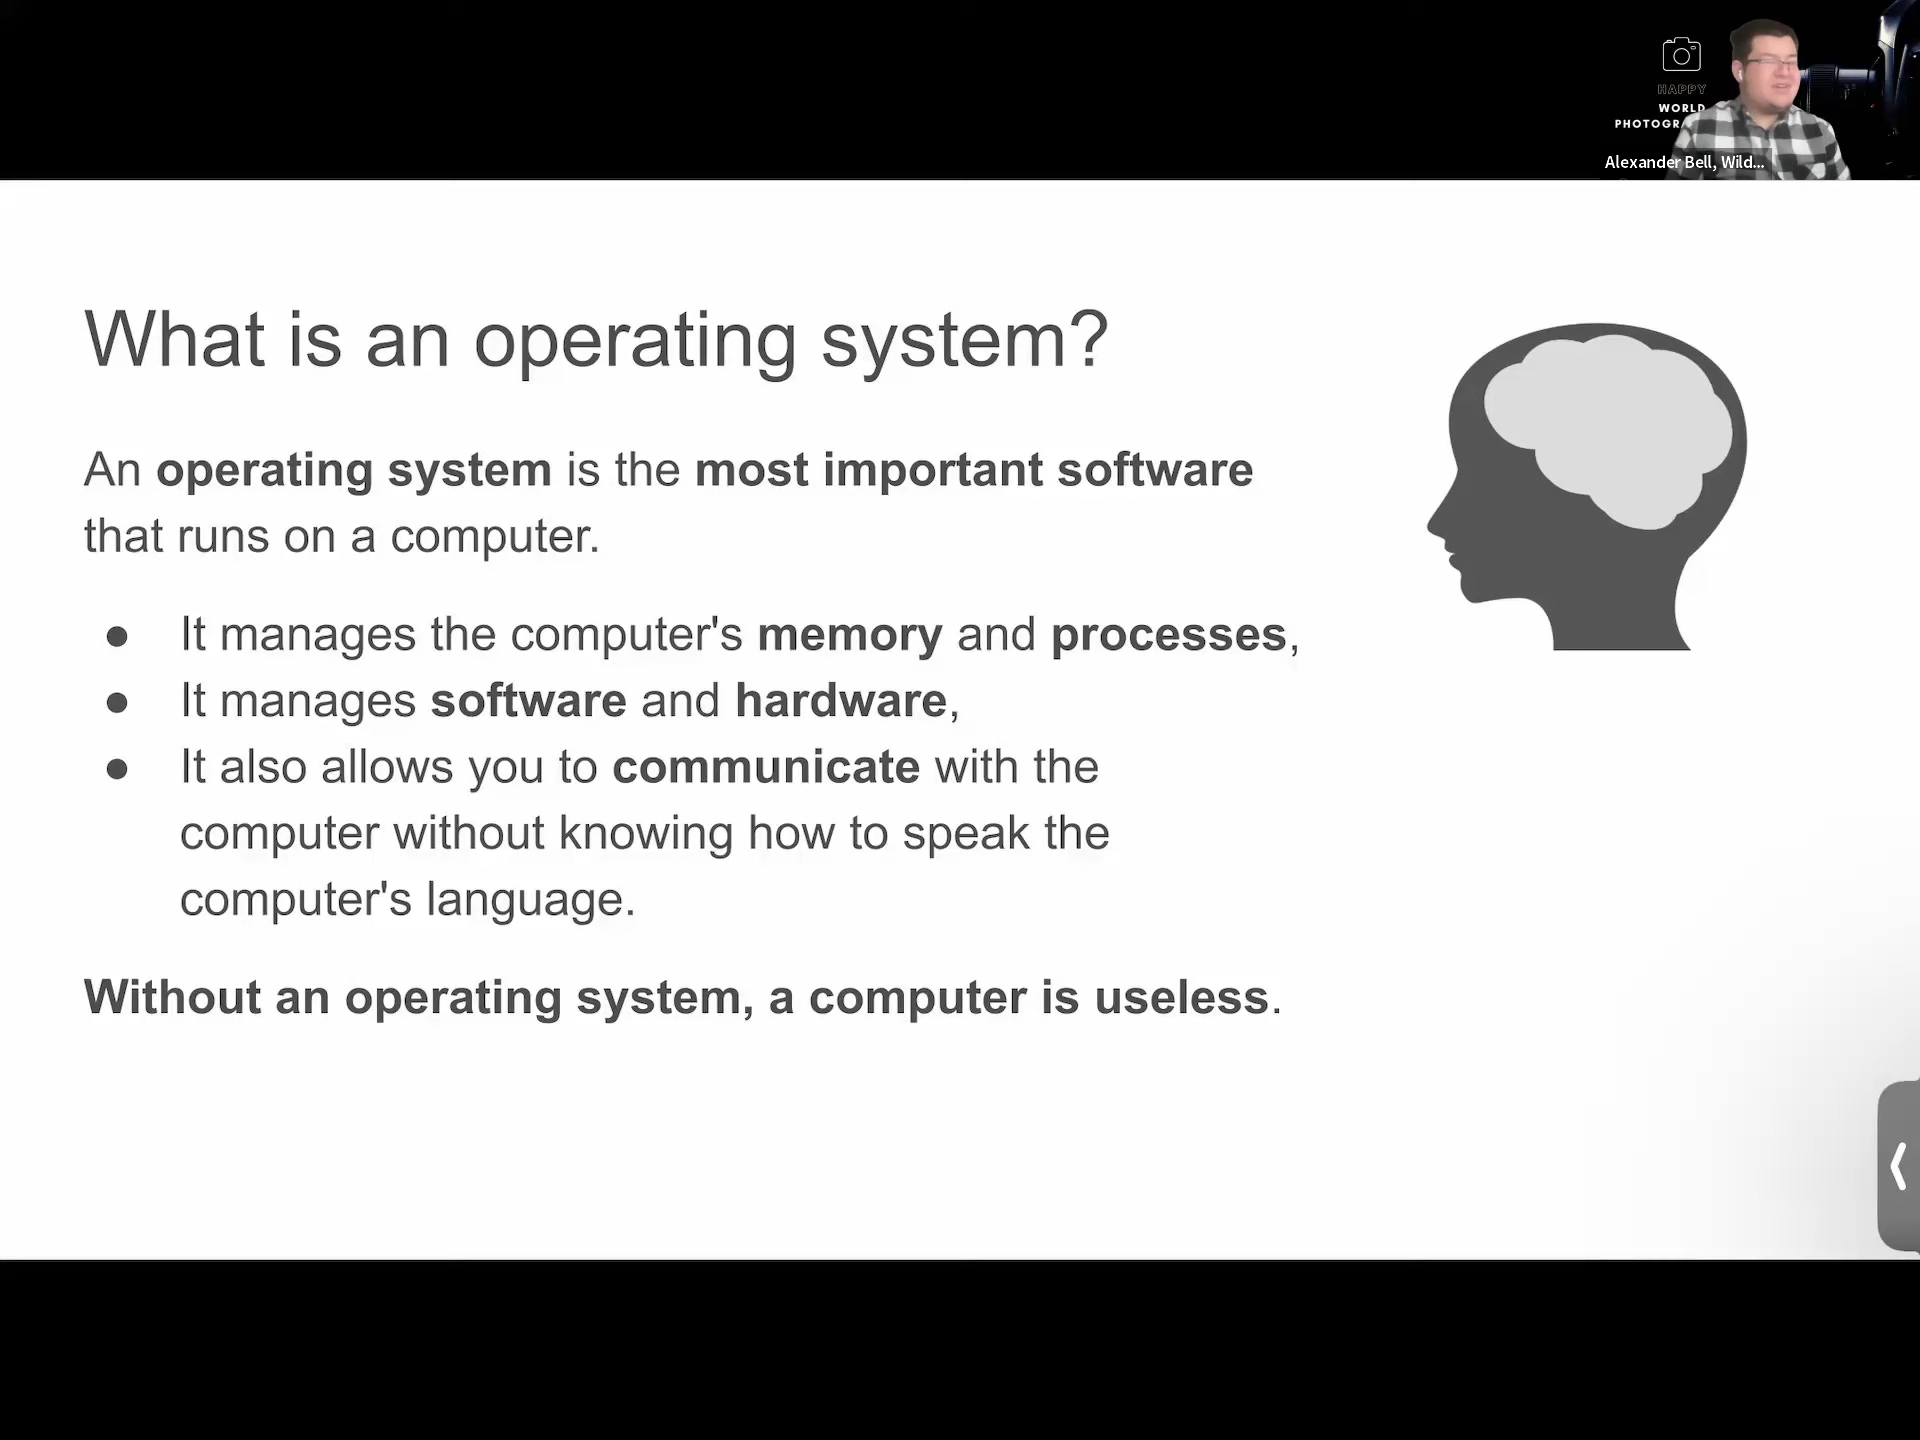 HAPPY
WORLD
Alexander Bell, Wild...
What is an operating system?
An operating system is the most important software
that runs on a computer.
● It manages the computer's memory and processes,
● It manages software and hardware,
● It also allows you to communicate with the
computer without knowing how to speak the
computer's language.
Without an operating system, a computer is useless.